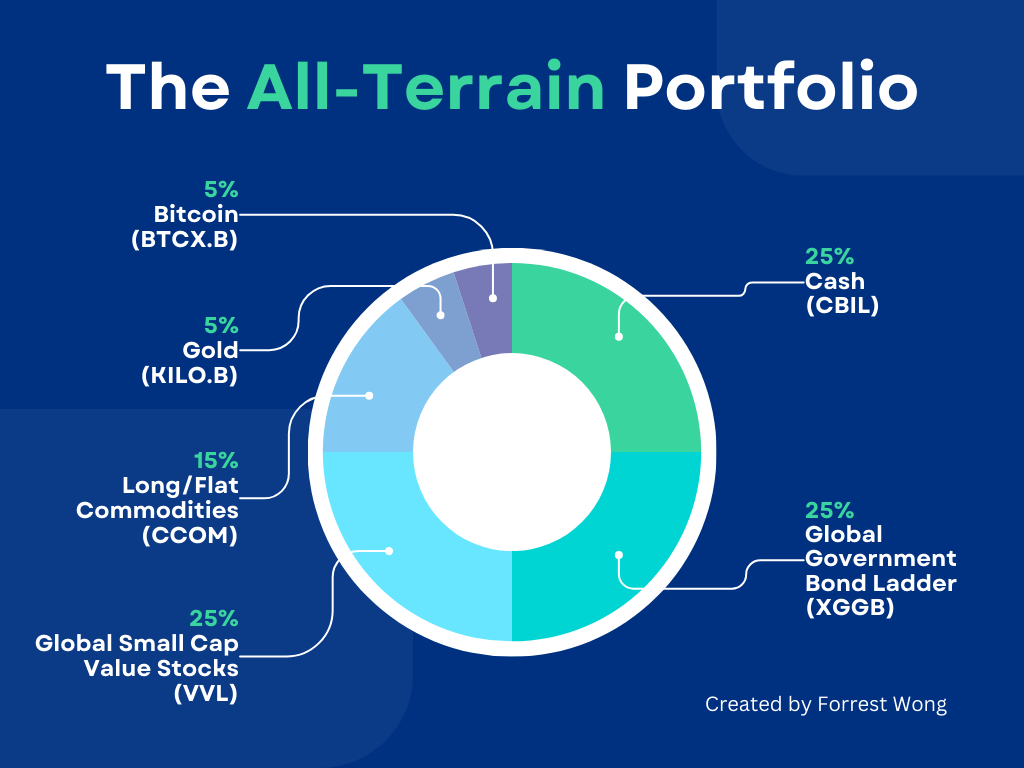 The All-Terrain Portfolio
5%
Bitcoin
(BTCX.B)
5%
Gold
(KILO.B)
15%
Long/Flat
Commodities
(CCOM)
25%
Global Small Cap
Value Stocks
(VVL)
25%
Cash
(CBIL)
25%
Global
Government
Bond Ladder
(XGGB)
Created by Forrest Wong